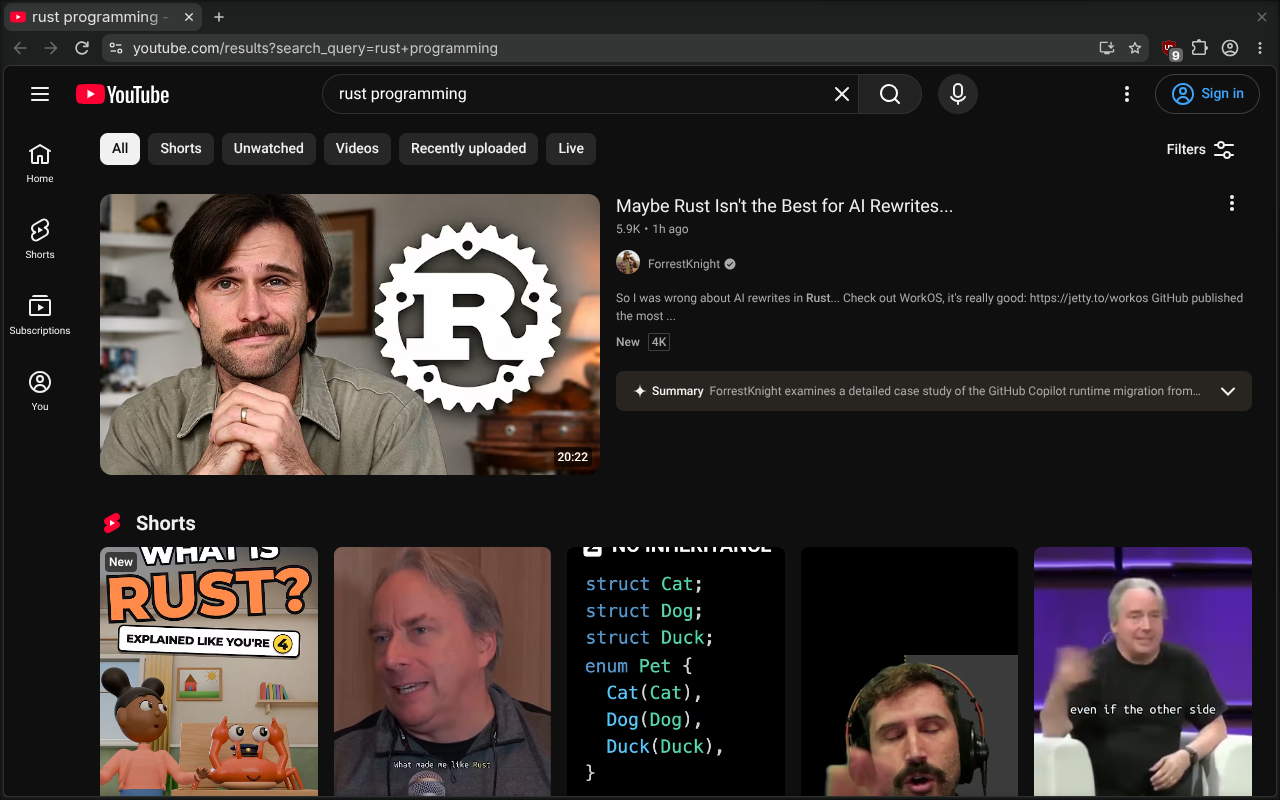 rust programming -
youtube.com/results?search_query=rust+programming
9
YouTube
rust programming
Sign in
All
Shorts
Unwatched
Videos
Recently uploaded
Live
Filters
Home
Shorts
Subscriptions
You
R
20:22
Maybe Rust Isn't the Best for AI Rewrites...
5.9K • 1h ago
ForrestKnight
So I was wrong about AI rewrites in Rust... Check out WorkOS, it's really good: https://jetty.to/workos GitHub published
the most ...
New 4K
Summary ForrestKnight examines a detailed case study of the GitHub Copilot runtime migration from...
Shorts
New
WHAT IS
RUST?
EXPLAINED LIKE YOU'RE 4
What made me like Rust
2 NO INHERITANCE
struct Cat;
struct Dog;
struct Duck;
enum Pet {
Cat(Cat),
Dog(Dog),
Duck(Duck),
}
even if the other side